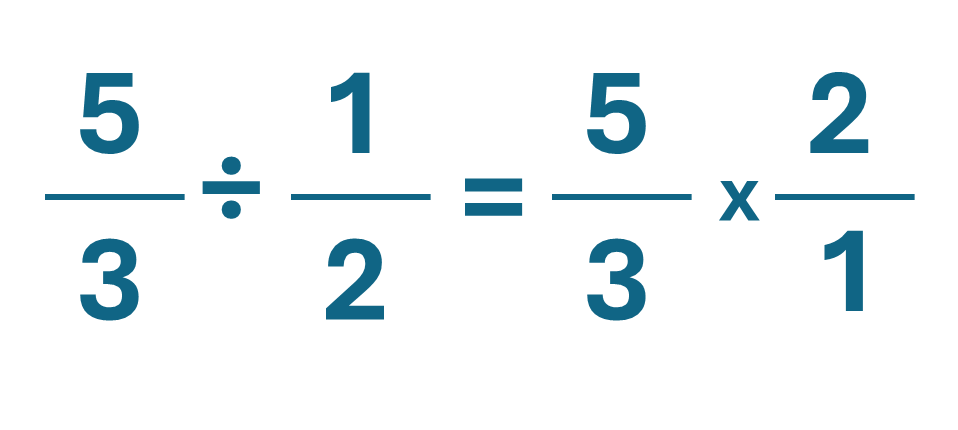 5/3 ÷ 1/2 = 5/3 x 2/1